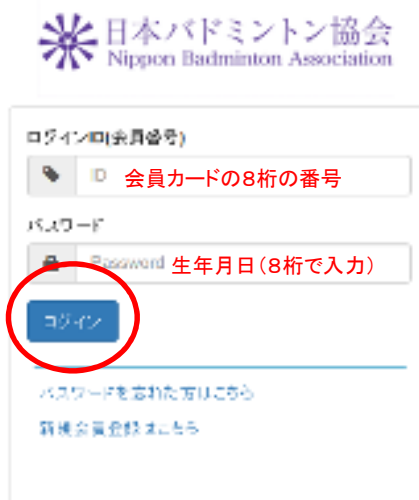 日本バドミントン協会
Nippon Badminton Association
ログインID(会員番号)
ID 会員カードの8桁の番号
パスワード
Password 生年月日(8桁で入力)
ログイン
パスワードを忘れた方はこちら
新規会員登録はこちら